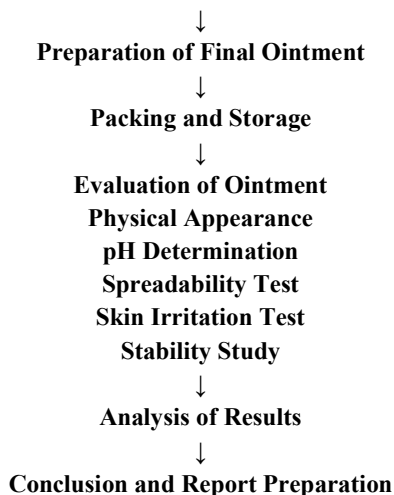 ↓
Preparation of Final Ointment
↓
Packing and Storage
↓
Evaluation of Ointment
Physical Appearance
pH Determination
Spreadability Test
Skin Irritation Test
Stability Study
↓
Analysis of Results
↓
Conclusion and Report Preparation